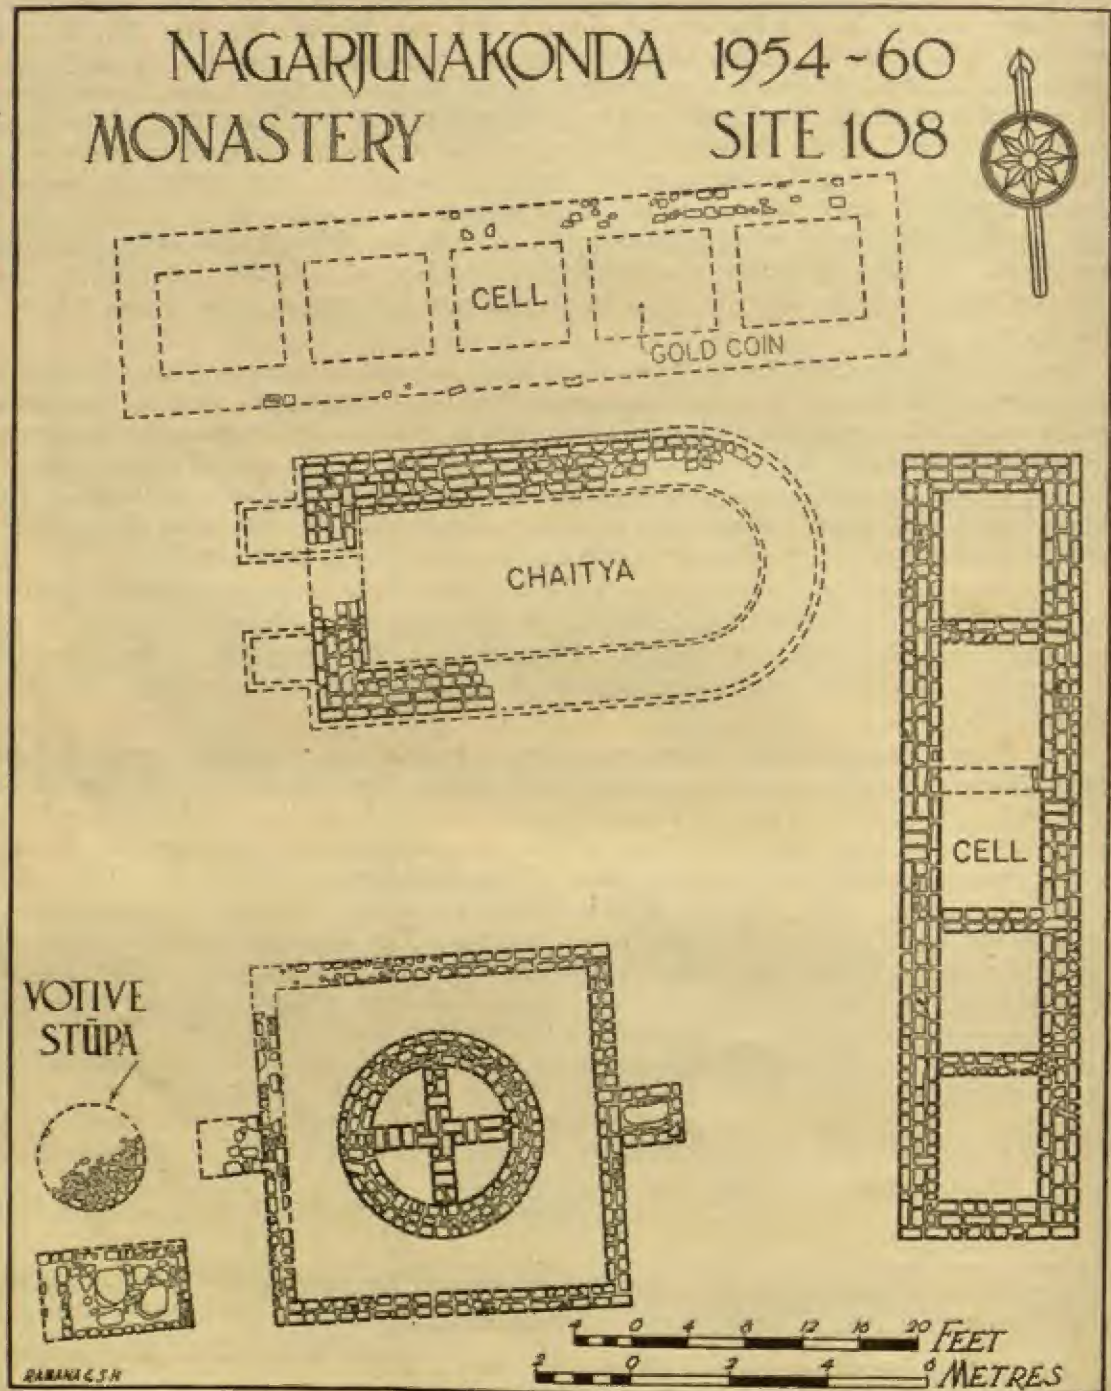 NAGARJUNAKONDA 1954-60
MONASTERY SITE 108
CELL
GOLD COIN
CHAITYA
CELL
VOTIVE
STŪPA
4 0 4 8 12 16 20 FEET
2 0 2 4 6 METRES